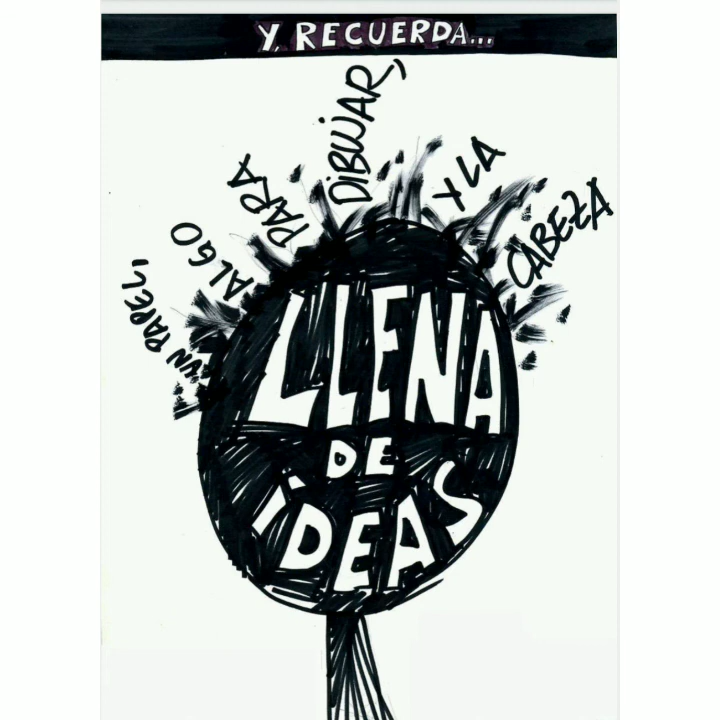 Y, RECUERDA...
UN PAPEL,
ALGO
PARA
DIBUJAR,
Y LA
CABEZA
LLENA
DE
IDEAS